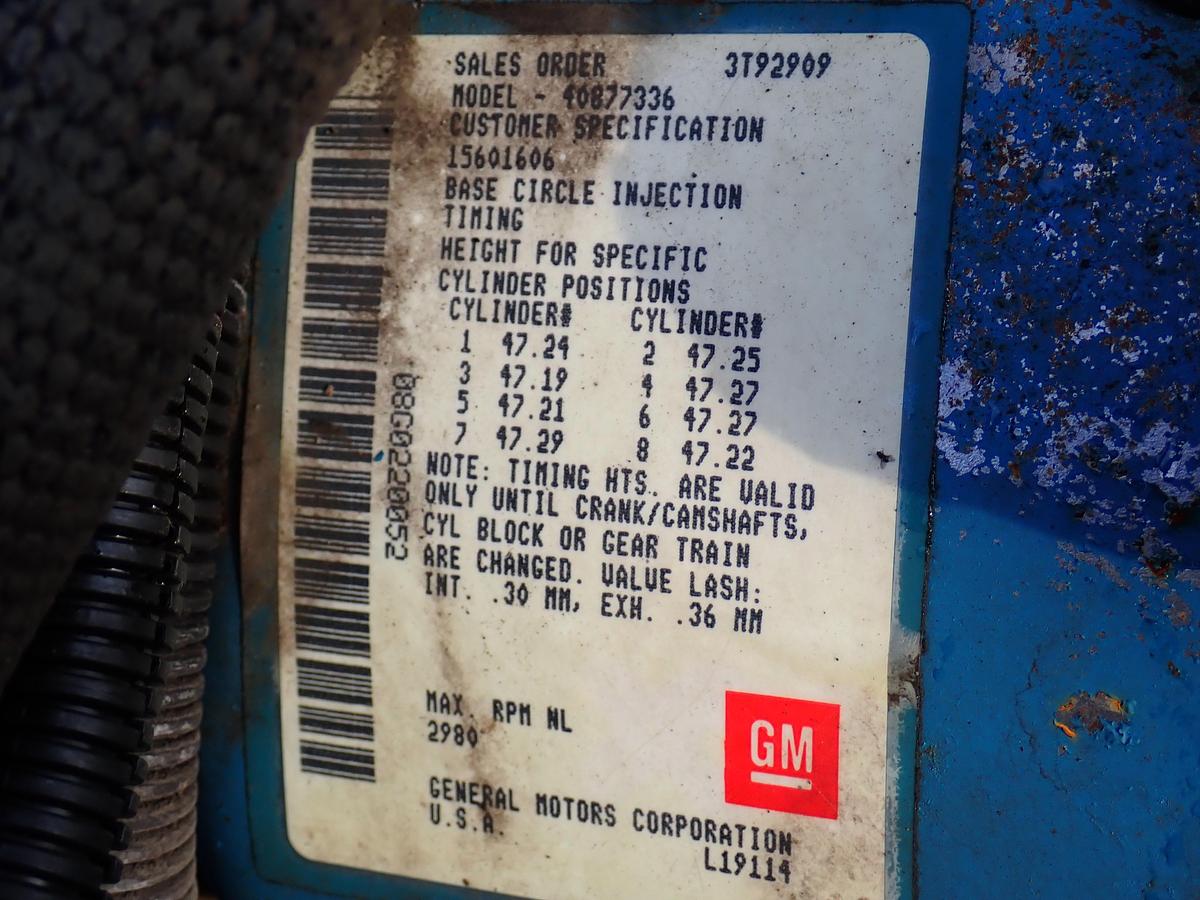 SALES ORDER 3T92909
MODEL - 40877336
CUSTOMER SPECIFICATION
15601606
BASE CIRCLE INJECTION
TIMING
HEIGHT FOR SPECIFIC
CYLINDER POSITIONS
CYLINDER# CYLINDER#
1 47.24 2 47.25
3 47.19 4 47.27
5 47.21 6 47.27
7 47.29 8 47.22
NOTE: TIMING HTS. ARE VALID
ONLY UNTIL CRANK/CAMSHAFTS,
CYL BLOCK OR GEAR TRAIN
ARE CHANGED. VALUE LASH:
INT. .30 MM, EXH. .36 MM
MAX. RPM NL
2980
GM
GENERAL MOTORS CORPORATION
U.S.A.
L19114
08G0220052